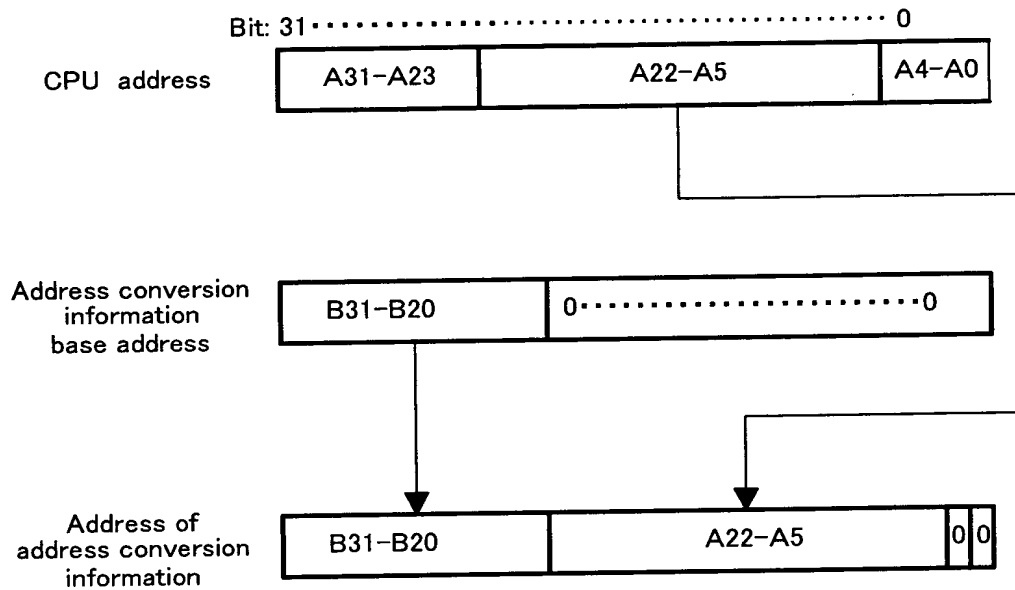 Bit: 31 0
CPU address A31-A23 A22-A5 A4-A0
Address conversion
information
base address
B31-B20 0 0
Address of
address conversion
information
B31-B20 A22-A5 0 0